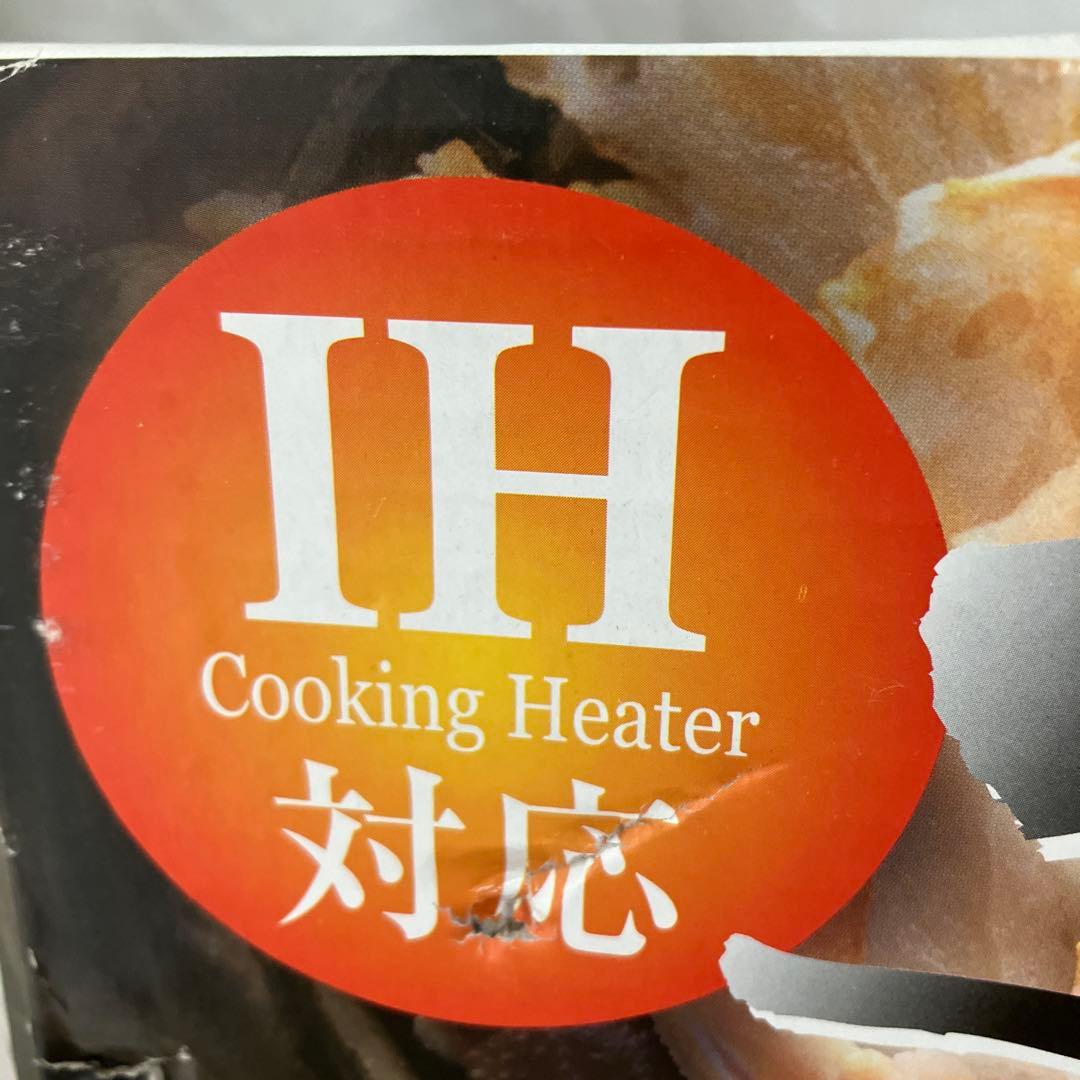 IH
Cooking Heater
対応